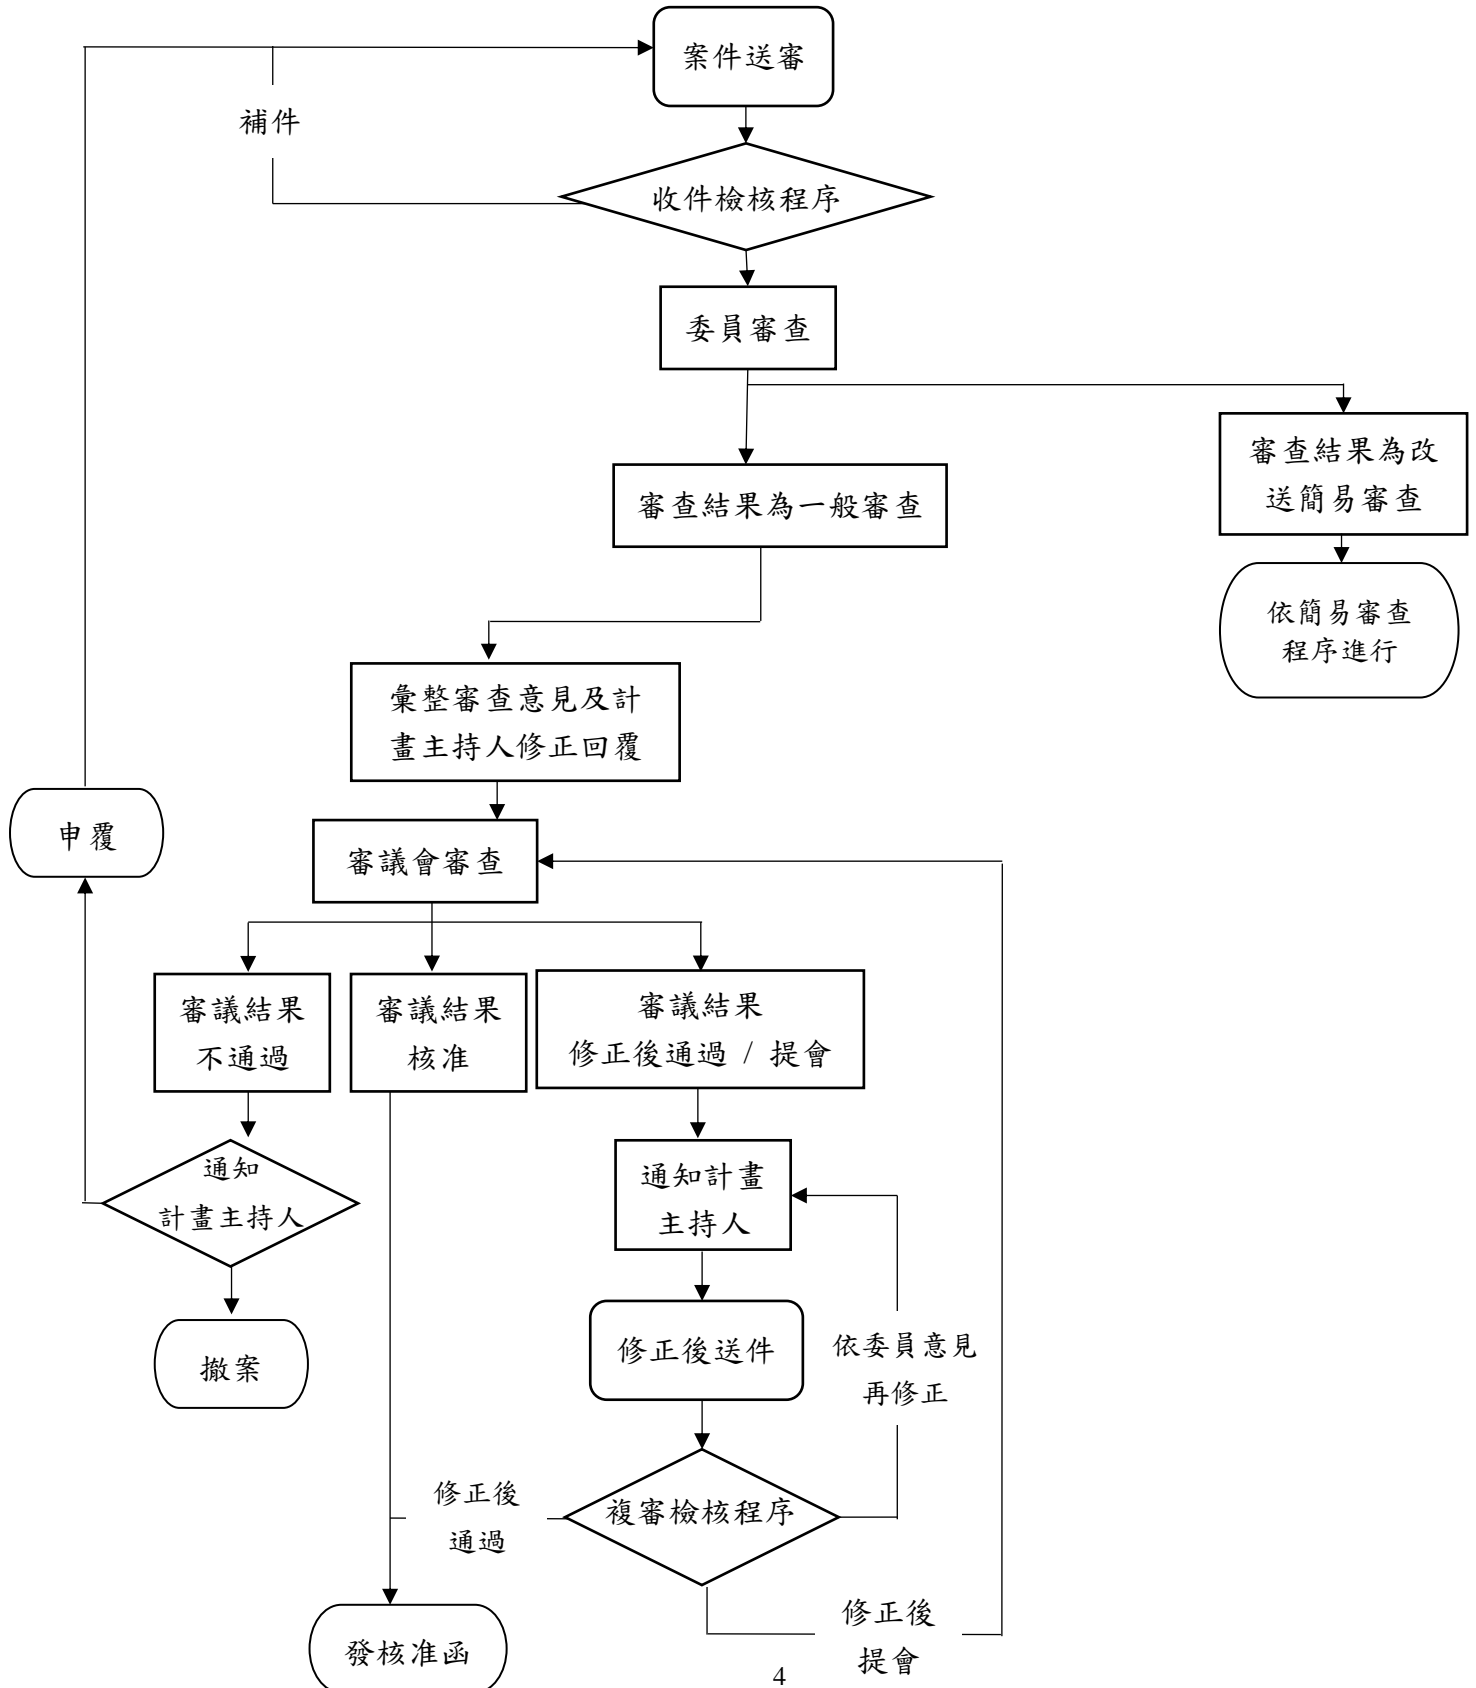 案件送審
補件
收件檢核程序
委員審查
審查結果為改
送簡易審查
審查結果為一般審查
依簡易審查
程序進行
彙整審查意見及計
畫主持人修正回覆
申覆
審議會審查
審議結果
不通過
審議結果
核准
審議結果
修正後通過 / 提會
通知
計畫主持人
通知計畫
主持人
撤案
修正後送件
依委員意見
再修正
修正後
通過
複審檢核程序
修正後
提會
發核准函
4